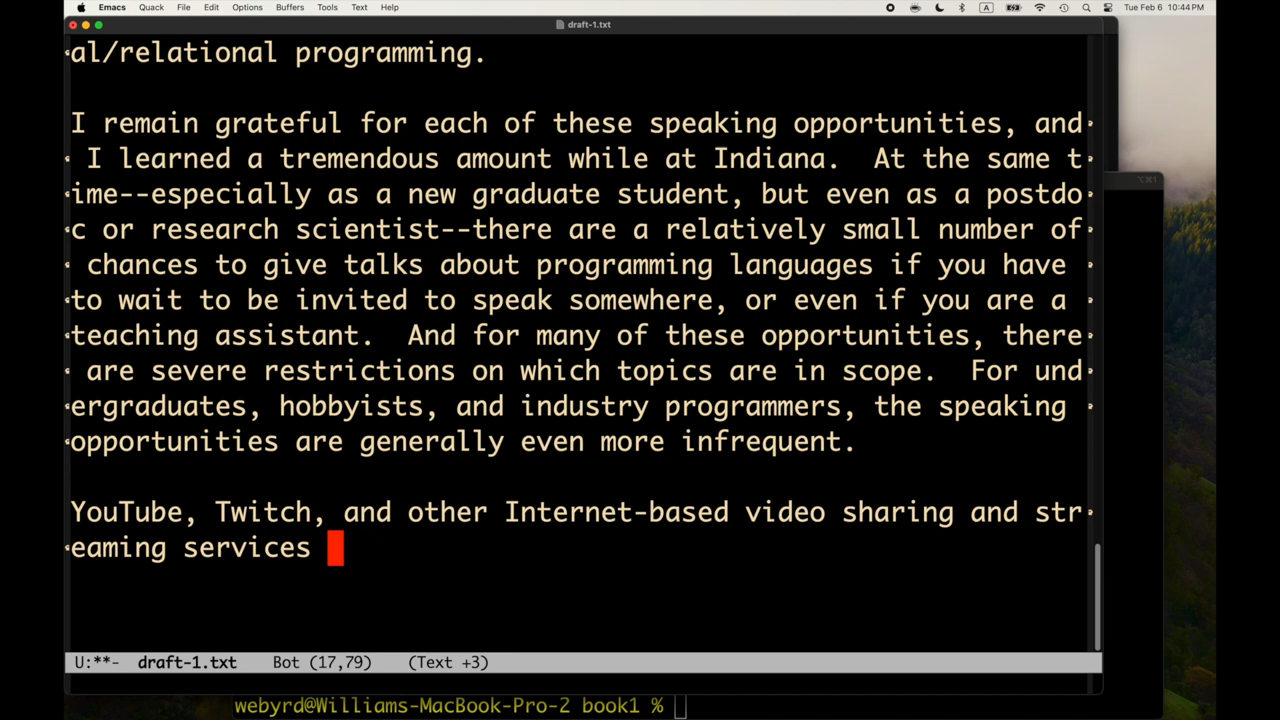 Emacs Quack File Edit Options Buffers Tools Text Help A Tue Feb 6 10:44 PM
draft-1.txt
al/relational programming.
I remain grateful for each of these speaking opportunities, and
I learned a tremendous amount while at Indiana.  At the same t
ime--especially as a new graduate student, but even as a postdo
c or research scientist--there are a relatively small number of
chances to give talks about programming languages if you have
to wait to be invited to speak somewhere, or even if you are a
teaching assistant.  And for many of these opportunities, there
are severe restrictions on which topics are in scope.  For und
ergraduates, hobbyists, and industry programmers, the speaking
opportunities are generally even more infrequent.
YouTube, Twitch, and other Internet-based video sharing and str
eaming services
U:**-  draft-1.txt    Bot (17,79)    (Text +3)
webyrd@Williams-MacBook-Pro-2 book1 %
⌥⌘1